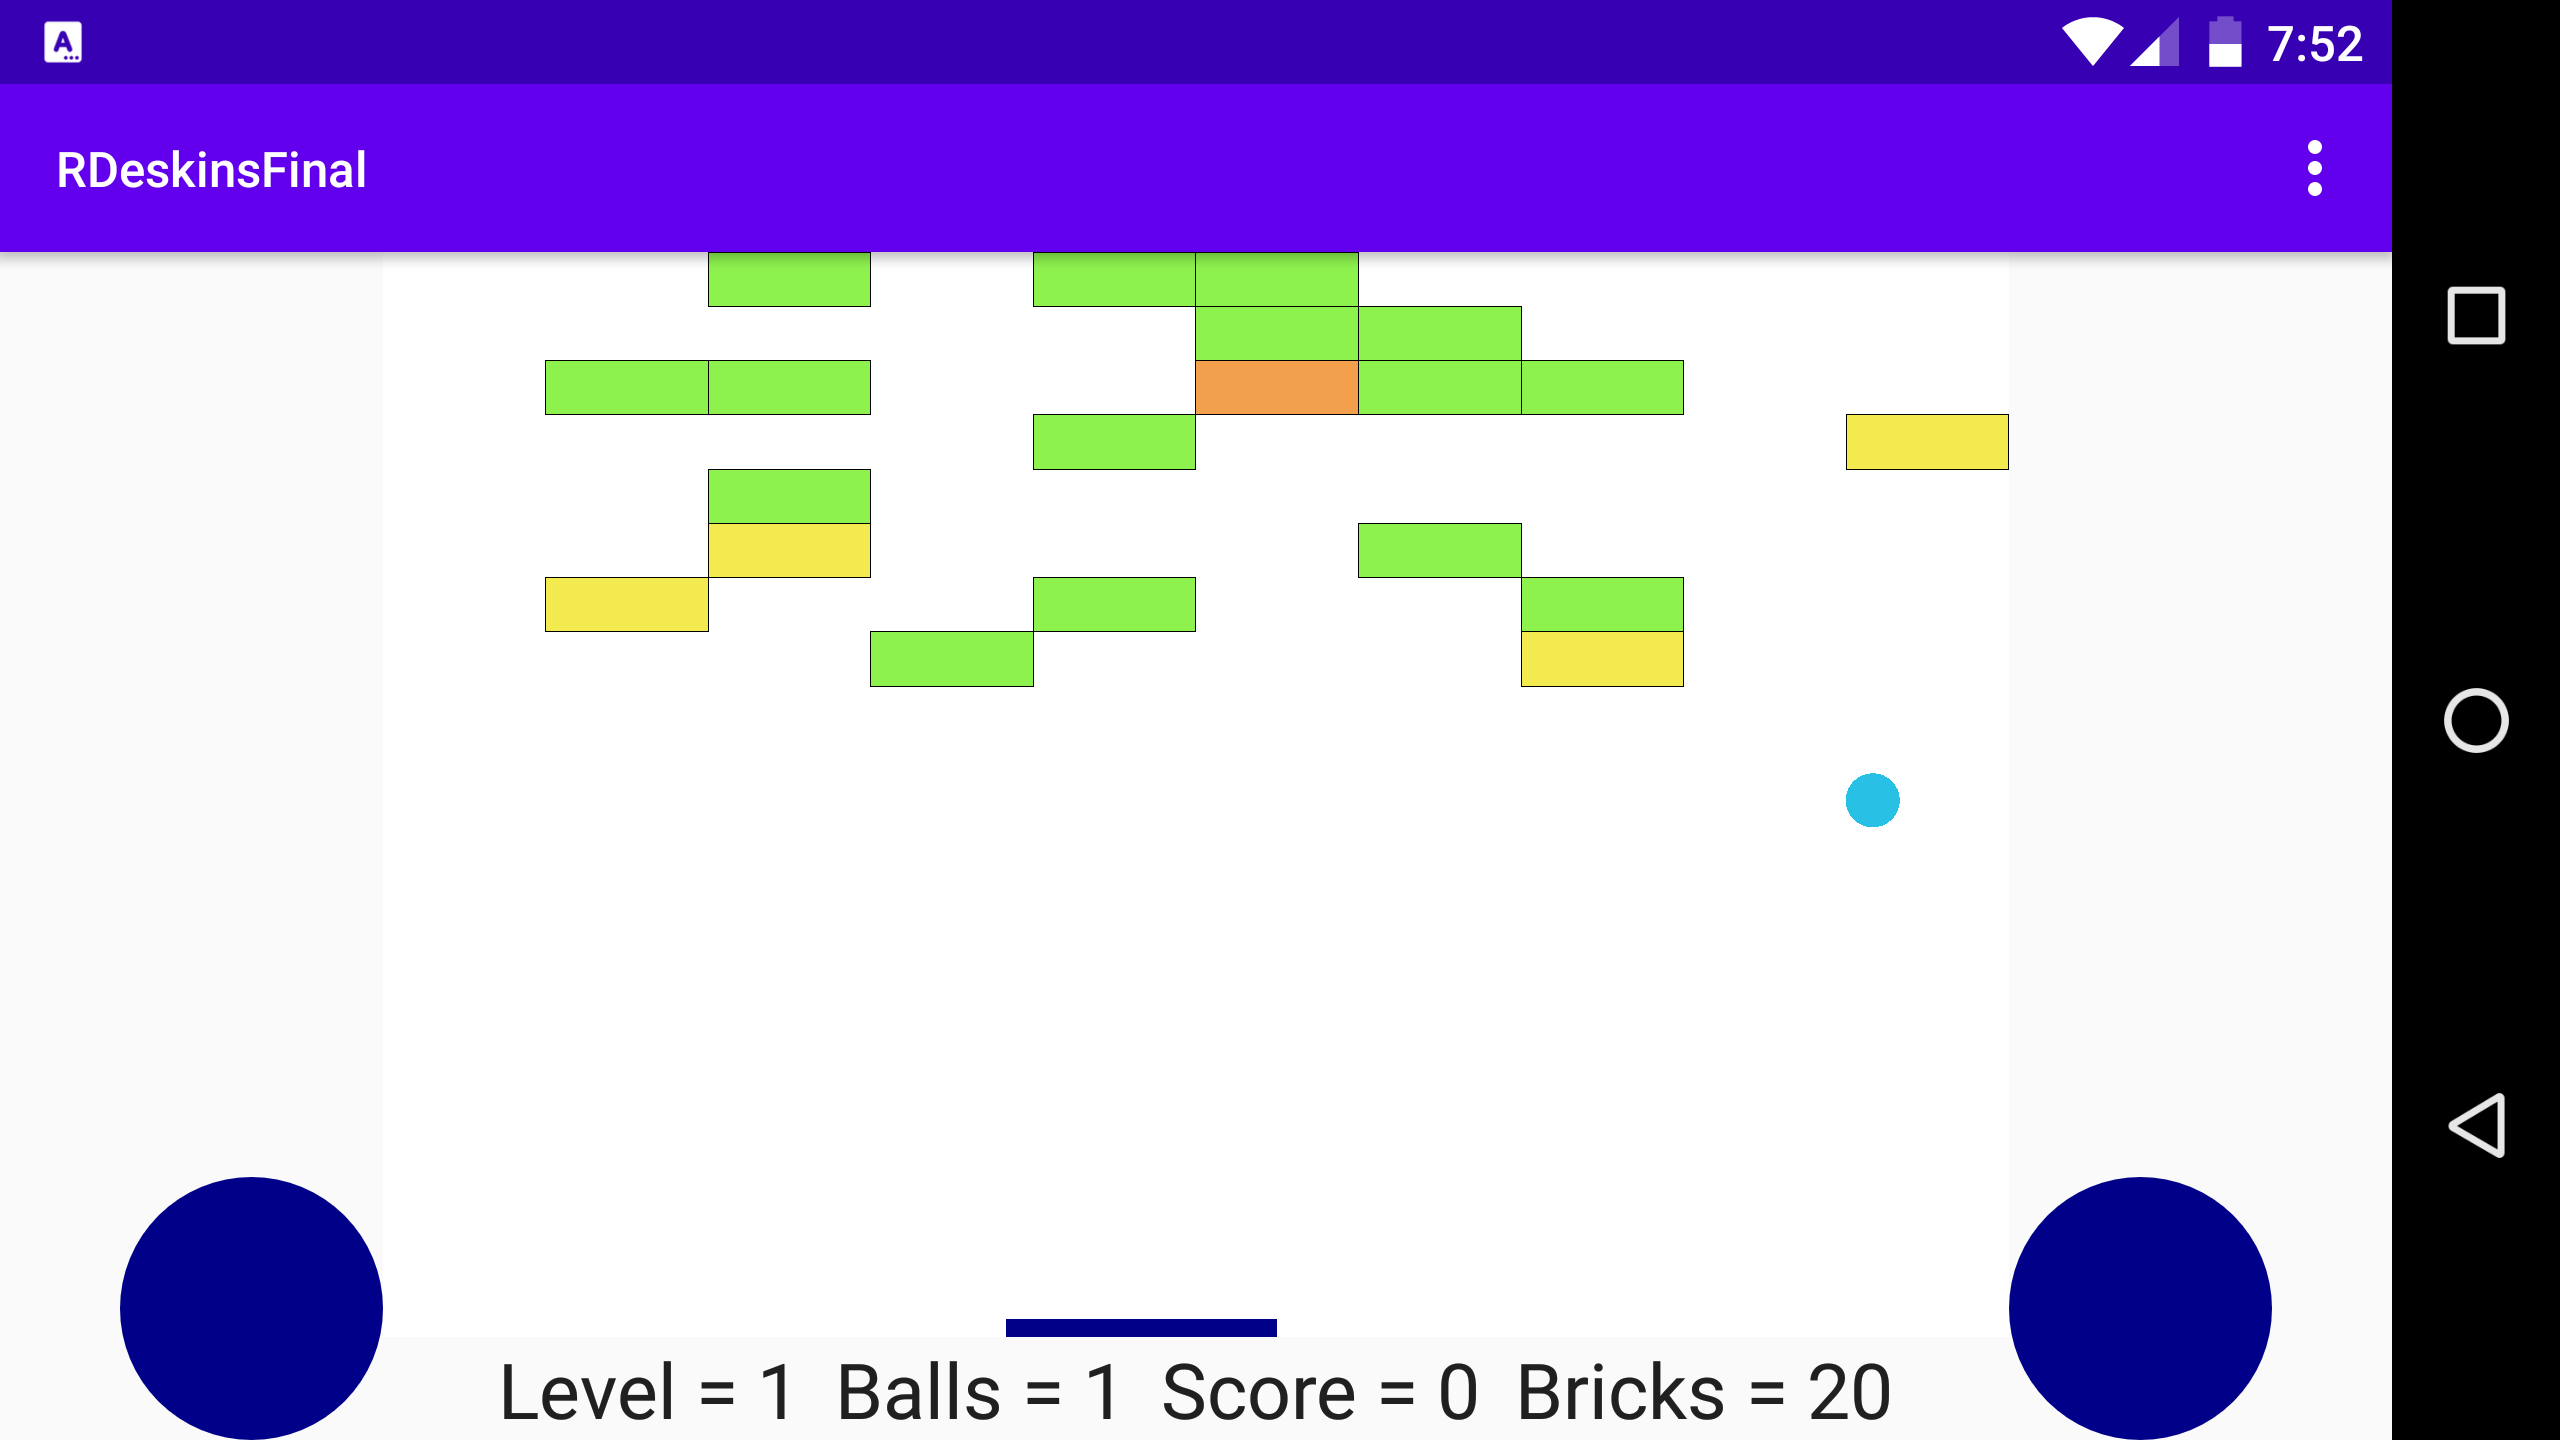 A
7:52
RDeskinsFinal
Level = 1 Balls = 1 Score = 0 Bricks = 20